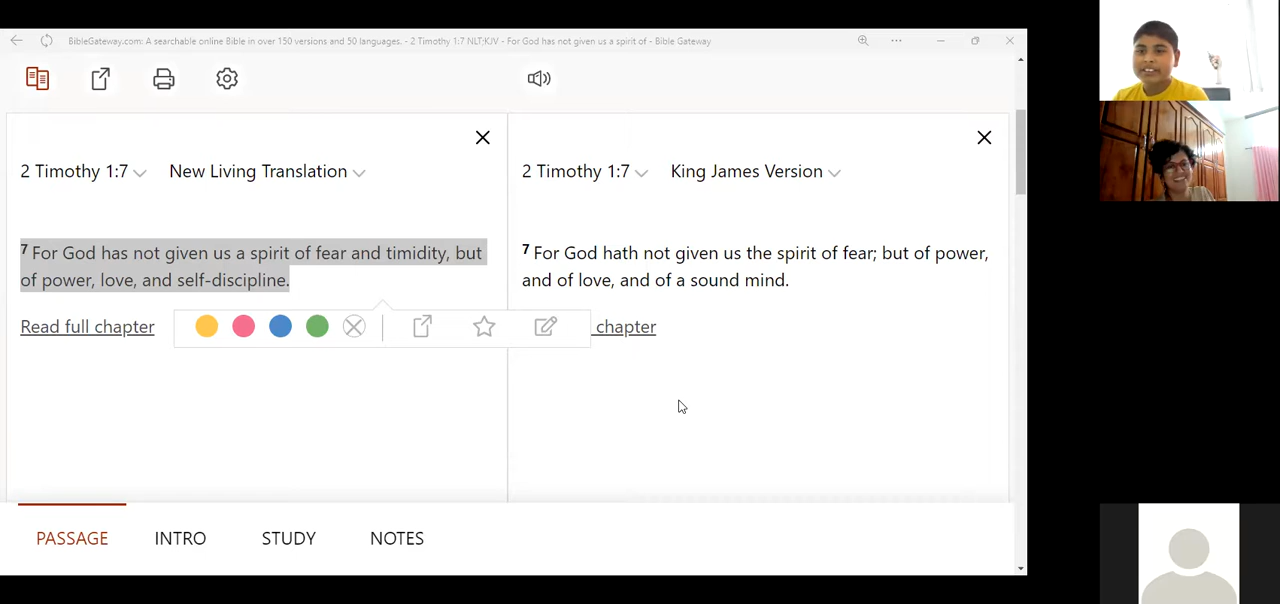 BibleGateway.com: A searchable online Bible in over 150 versions and 50 languages. - 2 Timothy 1:7 NLT;KJV - For God has not given us a spirit of - Bible Gateway
2 Timothy 1:7 New Living Translation
7 For God has not given us a spirit of fear and timidity, but
of power, love, and self-discipline.
Read full chapter
2 Timothy 1:7 King James Version
7 For God hath not given us the spirit of fear; but of power,
and of love, and of a sound mind.
chapter
PASSAGE INTRO STUDY NOTES